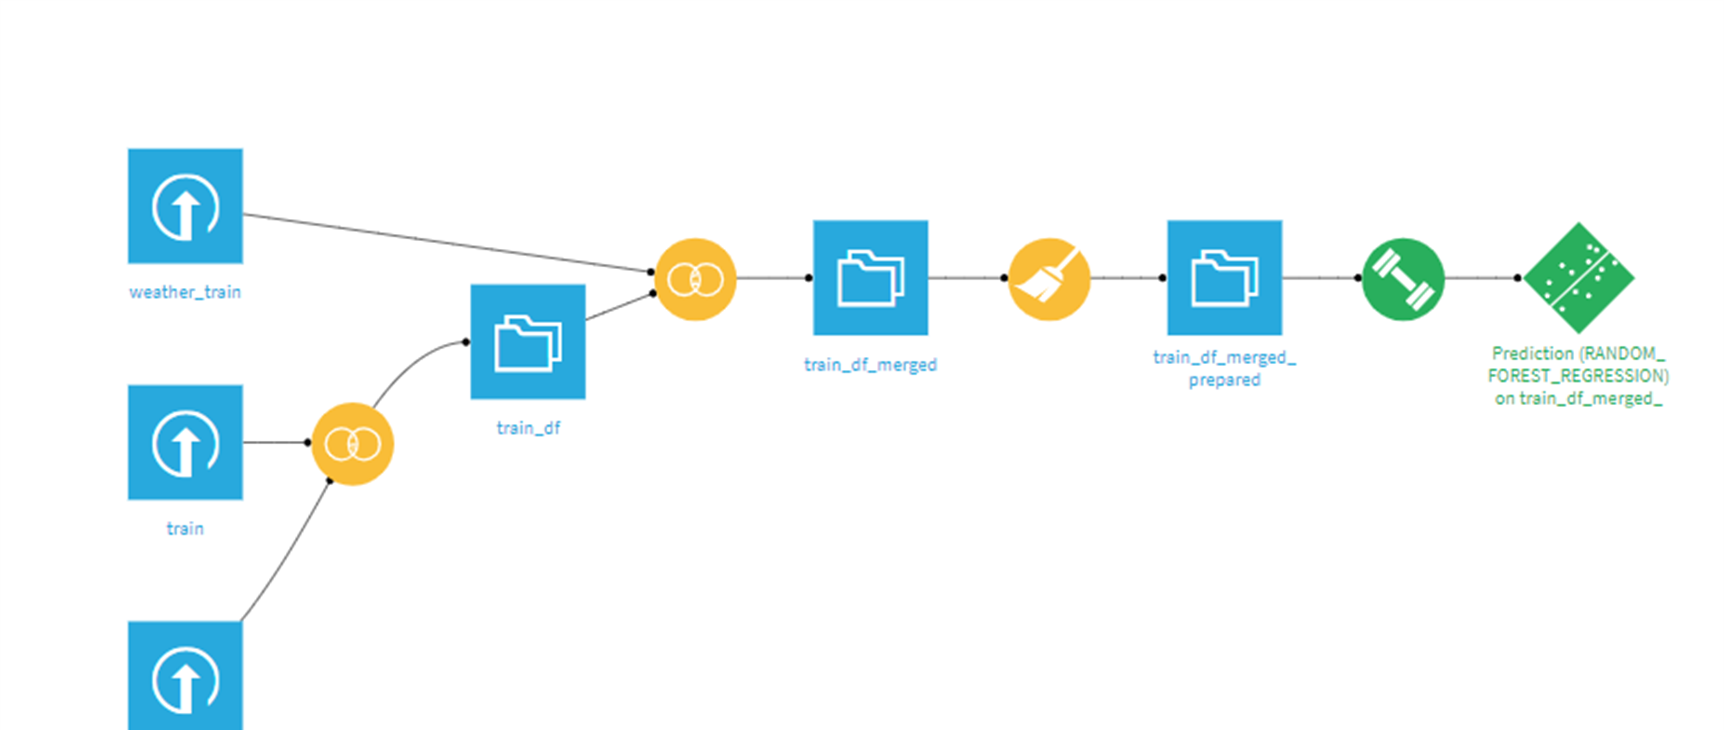 weather_train
train
train_df
train_df_merged
train_df_merged_
prepared
Prediction (RANDOM_
FOREST_REGRESSION)
on train_df_merged_